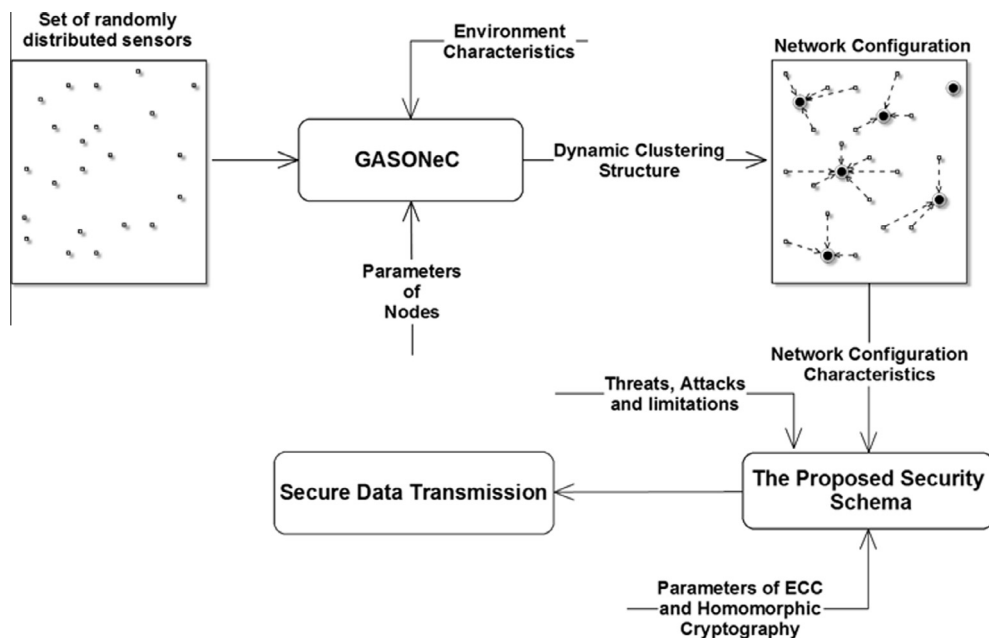 Set of randomly
distributed sensors
Environment
Characteristics
Network Configuration
GASONeC
Dynamic Clustering
Structure
Parameters
of
Nodes
Network Configuration
Characteristics
Threats, Attacks
and limitations
Secure Data Transmission
The Proposed Security
Schema
Parameters of ECC
and Homomorphic
Cryptography